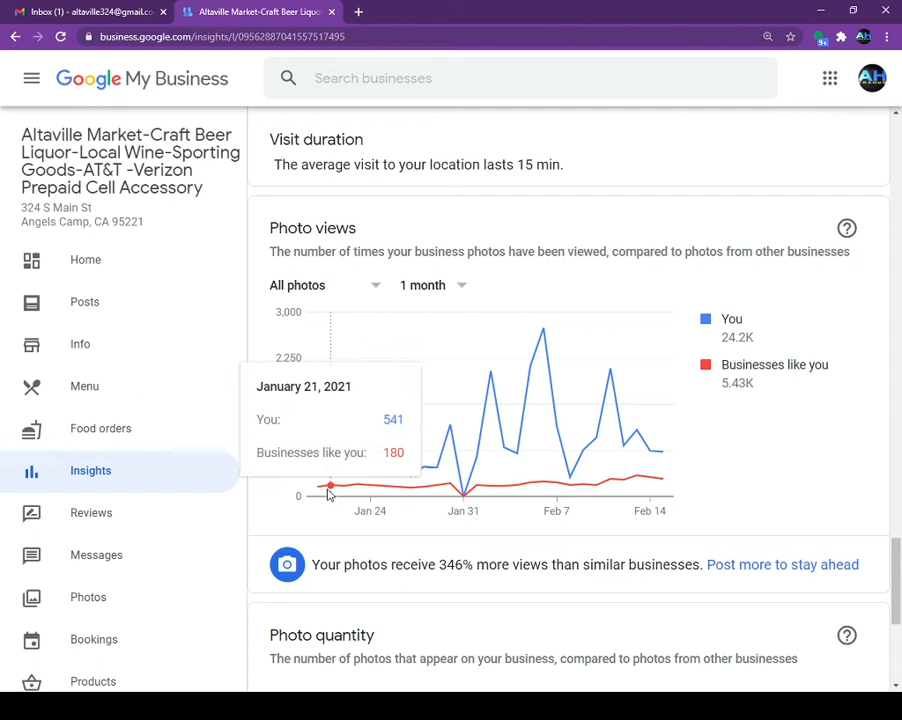 Inbox (1) - altaville324@gmail.co
Altaville Market-Craft Beer Liquo
business.google.com/insights/l/09562887041557517495
9+
AH
Google My Business
Search businesses
AH
Altaville Market-Craft Beer
Liquor-Local Wine-Sporting
Goods-AT&T -Verizon
Prepaid Cell Accessory
324 S Main St
Angels Camp, CA 95221
Home
Posts
Info
Menu
Food orders
Insights
Reviews
Messages
Photos
Bookings
Products
Visit duration
The average visit to your location lasts 15 min.
Photo views
The number of times your business photos have been viewed, compared to photos from other businesses
All photos
1 month
3,000
2,250
0
Jan 24
Jan 31
Feb 7
Feb 14
You
24.2K
Businesses like you
5.43K
January 21, 2021
You: 541
Businesses like you: 180
Your photos receive 346% more views than similar businesses. Post more to stay ahead
Photo quantity
The number of photos that appear on your business, compared to photos from other businesses